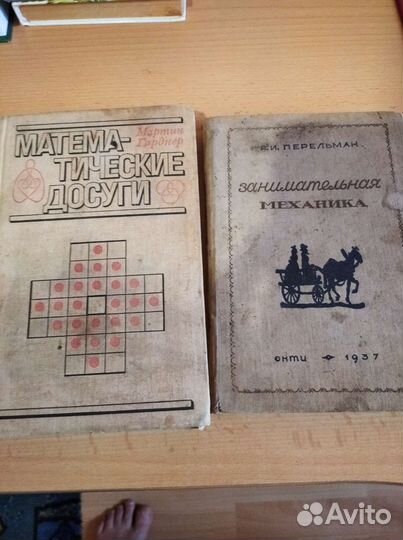 Мартин
Гарднер
МАТЕМА-
ТИЧЕСКИЕ
ДОСУГИ
Я.И. ПЕРЕЛЬМАН
занимательная
МЕХАНИКА
ОНТИ 1937
Avito